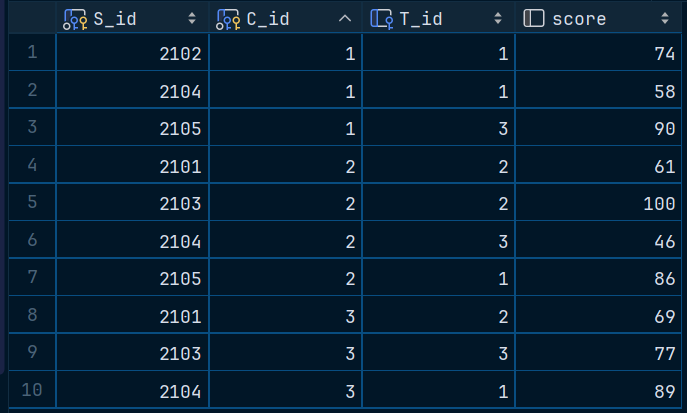 S_id C_id T_id score
1 2102 1 1 74
2 2104 1 1 58
3 2105 1 3 90
4 2101 2 2 61
5 2103 2 2 100
6 2104 2 3 46
7 2105 2 1 86
8 2101 3 2 69
9 2103 3 3 77
10 2104 3 1 89